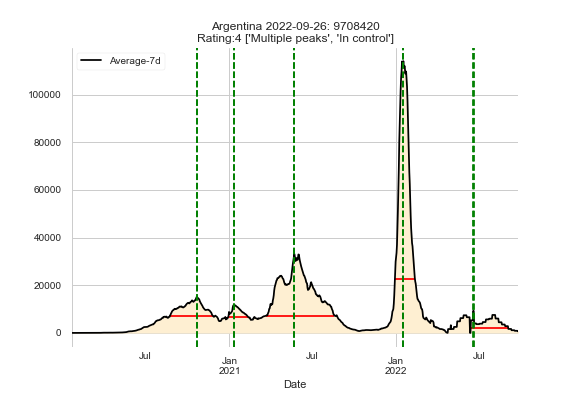 Argentina 2022-09-26: 9708420
Rating:4 ['Multiple peaks', 'In control']
Average-7d
100000
80000
60000
40000
20000
0
Jul
Jan
2021
Jul
Jan
2022
Jul
Date